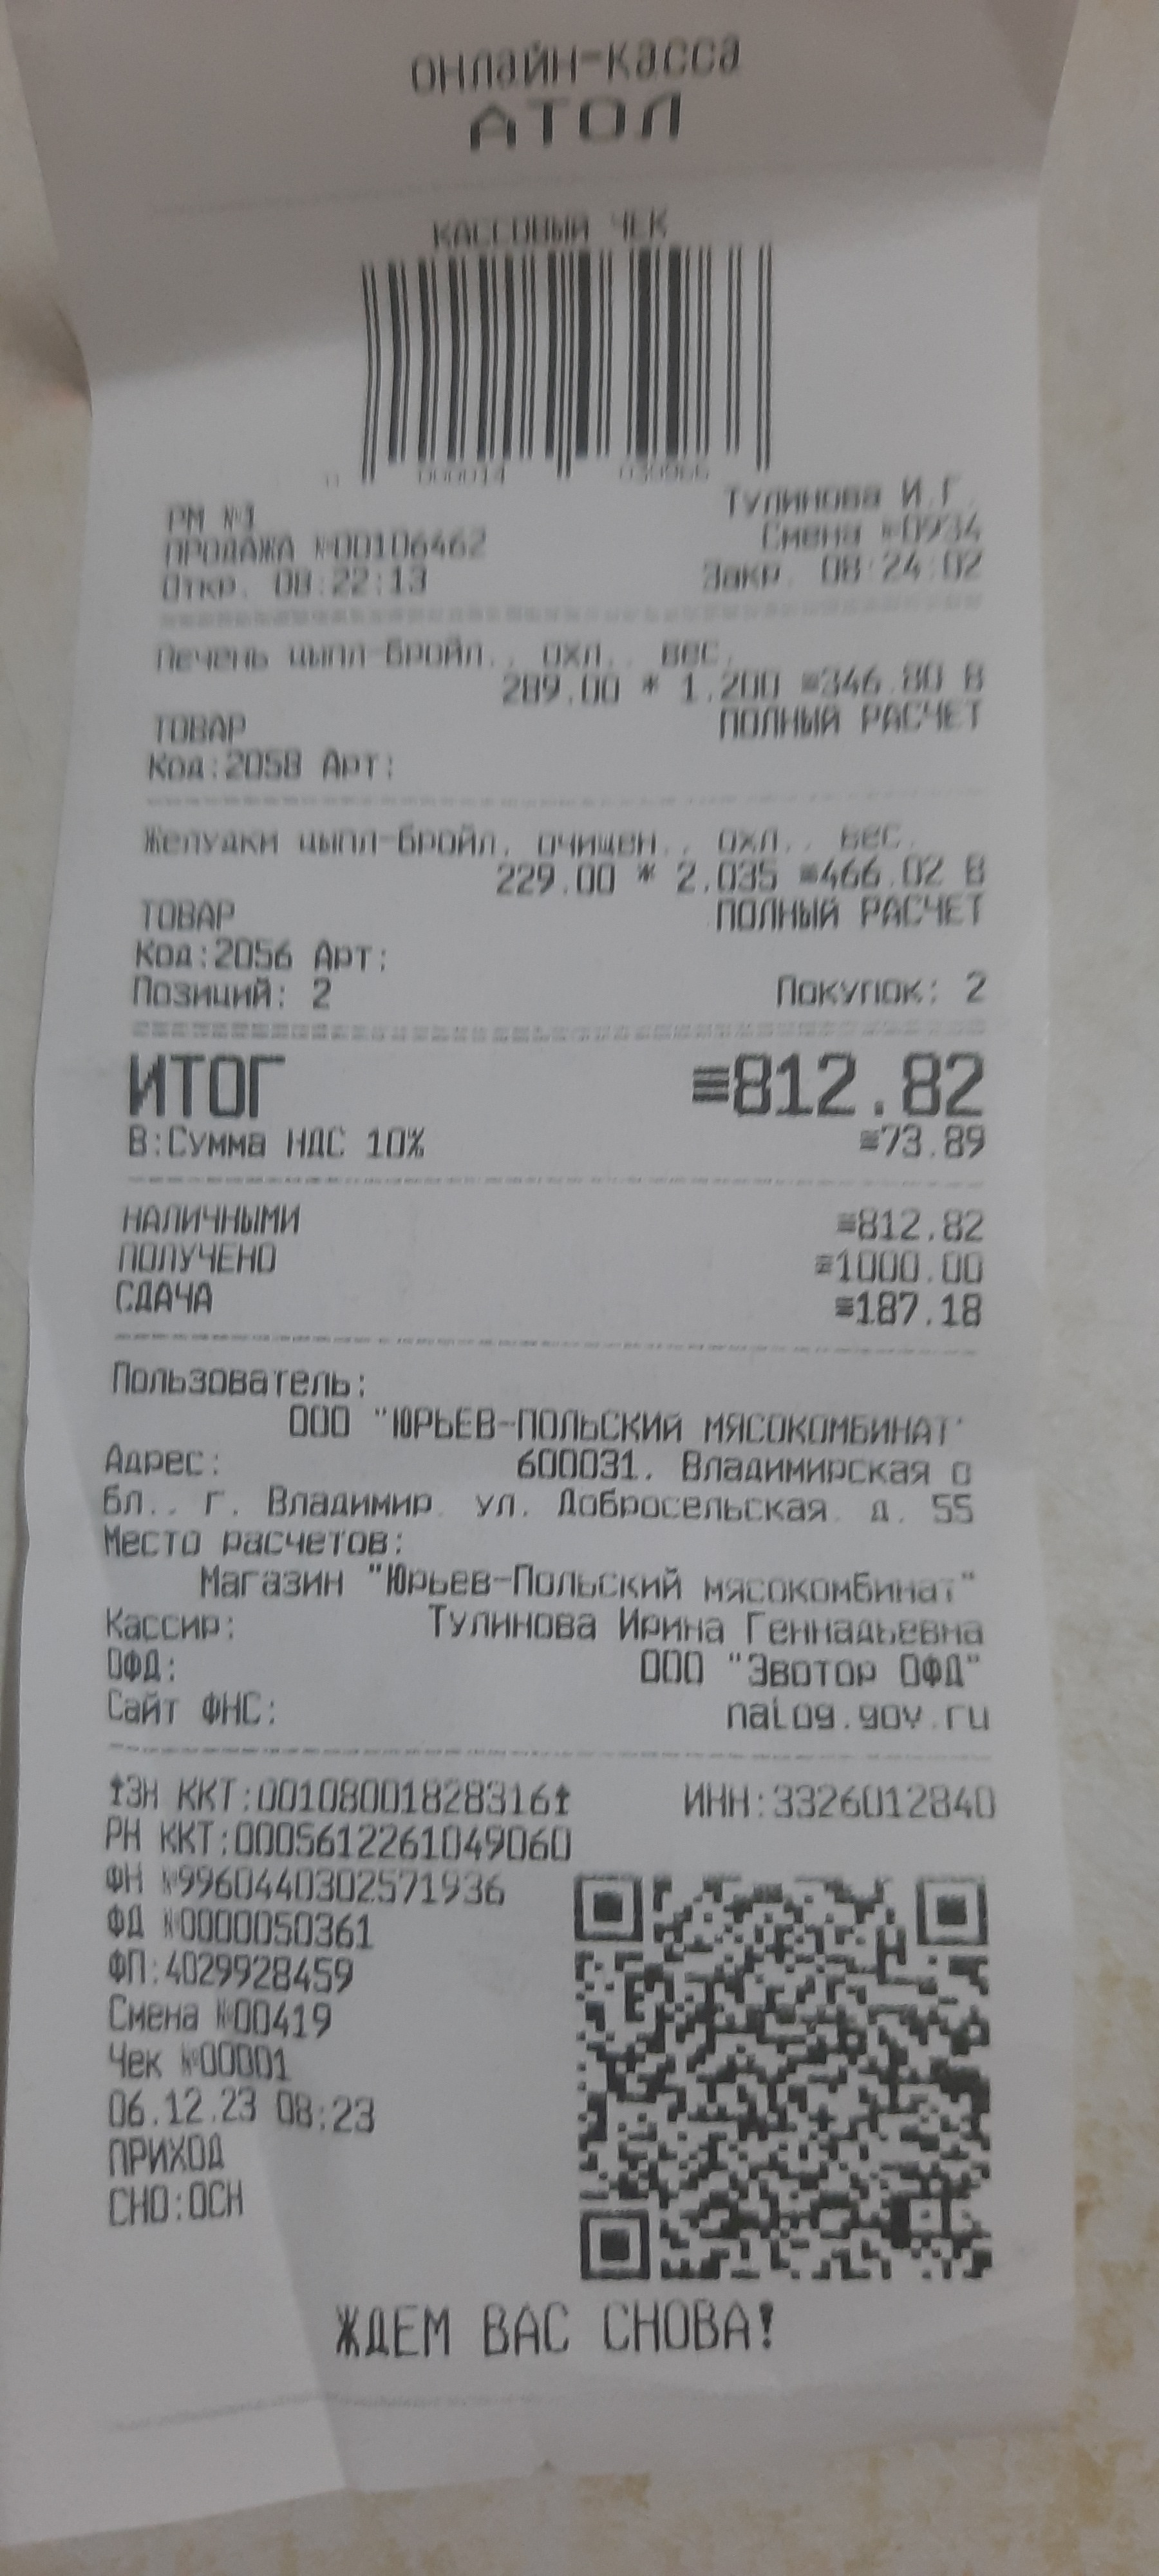 онлайн-касса
АТОЛ
КАССОВЫЙ ЧЕК
0 000014 030966
РМ №1 Тулинова И.Г.
ПРОДАЖА №00106462 Смена №0934
Откр. 08:22:13 Закр. 08:24:02
Печень цыпл-бройл., охл., вес.
289.00 * 1.200 ≡346.80 В
ТОВАР ПОЛНЫЙ РАСЧЕТ
Код:2058 Арт:
Желудки цыпл-бройл. очищен., охл., вес.
229.00 * 2.035 ≡466.02 В
ТОВАР ПОЛНЫЙ РАСЧЕТ
Код:2056 Арт:
Позиций: 2 Покупок: 2
ИТОГ ≡812.82
В:Сумма НДС 10% ≡73.89
НАЛИЧНЫМИ ≡812.82
ПОЛУЧЕНО ≡1000.00
СДАЧА ≡187.18
Пользователь:
ООО "ЮРЬЕВ-ПОЛЬСКИЙ МЯСОКОМБИНАТ"
Адрес: 600031, Владимирская о
бл., г. Владимир, ул. Добросельская, д. 55
Место расчетов:
Магазин "Юрьев-Польский мясокомбинат"
Кассир: Тулинова Ирина Геннадьевна
ОФД: ООО "Эвотор ОФД"
Сайт ФНС: nalog.gov.ru
↑ЗН ККТ:00108001828316↑ ИНН:3326012840
РН ККТ:0005612261049060
ФН №9960440302571936
ФД №0000050361
ФП:4029928459
Смена №00419
Чек №00001
06.12.23 08:23
ПРИХОД
СНО:ОСН
ЖДЕМ ВАС СНОВА!